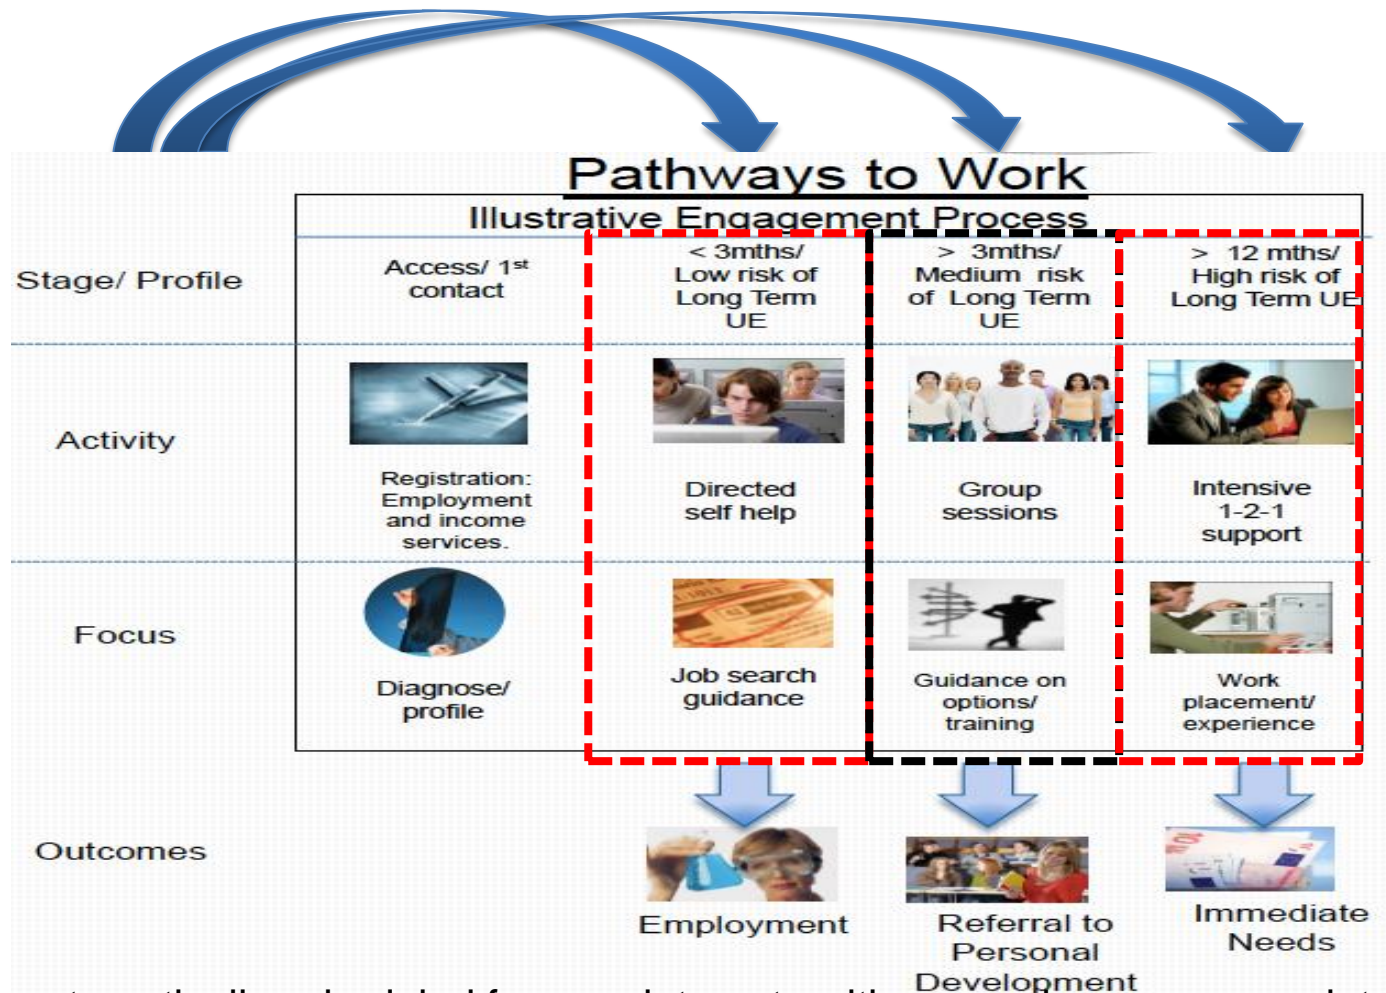 Pathways to Work
Illustrative Engagement Process
Stage/ Profile
Access/ 1st
contact
< 3mths/
Low risk of
Long Term
UE
> 3mths/
Medium risk
of Long Term
UE
> 12 mths/
High risk of
Long Term UE
Activity
Registration:
Employment
and income
services.
Directed
self help
Group
sessions
Intensive
1-2-1
support
Focus
Diagnose/
profile
Job search
guidance
Guidance on
options/
training
Work
placement/
experience
Outcomes
Employment
Referral to
Personal
Development
Immediate
Needs